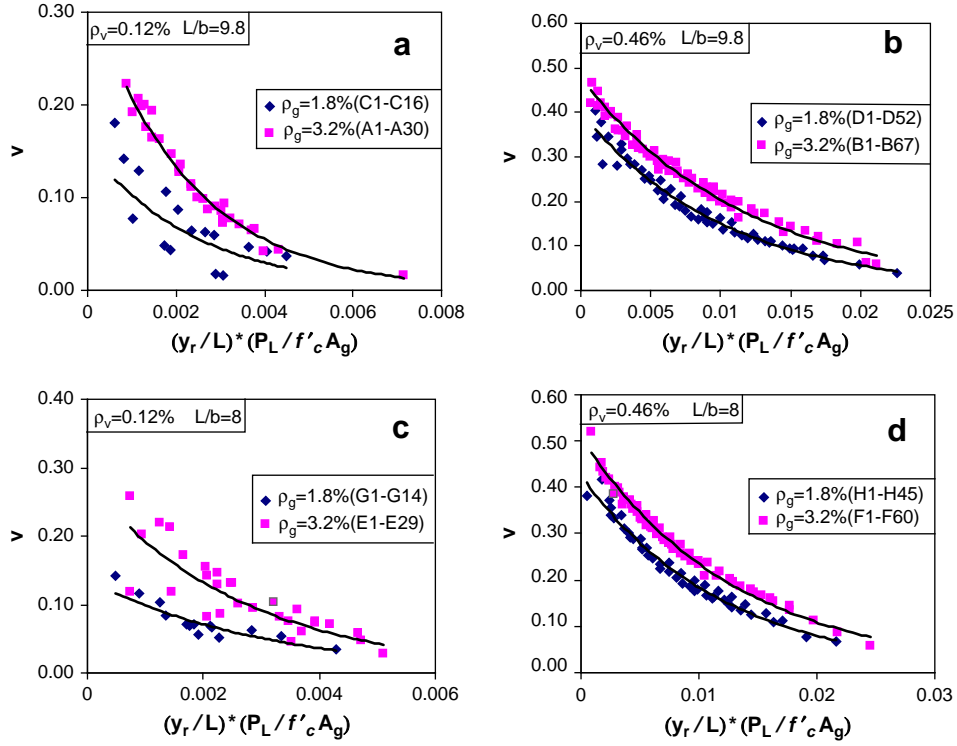 0.30
ρv=0.12% L/b=9.8
a
ρg=1.8%(C1-C16)
ρg=3.2%(A1-A30)
0.20
0.10
0.00
v
0 0.002 0.004 0.006 0.008
(yr/L)*(PL/f'cAg)
0.60
ρv=0.46% L/b=9.8
b
0.50
ρg=1.8%(D1-D52)
ρg=3.2%(B1-B67)
0.40
0.30
0.20
0.10
0.00
v
0 0.005 0.01 0.015 0.02 0.025
(yr/L)*(PL/f'cAg)
0.40
ρv=0.12% L/b=8
c
0.30
ρg=1.8%(G1-G14)
ρg=3.2%(E1-E29)
0.20
0.10
0.00
v
0 0.002 0.004 0.006
(yr/L)*(PL/f'cAg)
0.60
ρv=0.46% L/b=8
d
0.50
ρg=1.8%(H1-H45)
ρg=3.2%(F1-F60)
0.40
0.30
0.20
0.10
0.00
v
0 0.01 0.02 0.03
(yr/L)*(PL/f'cAg)